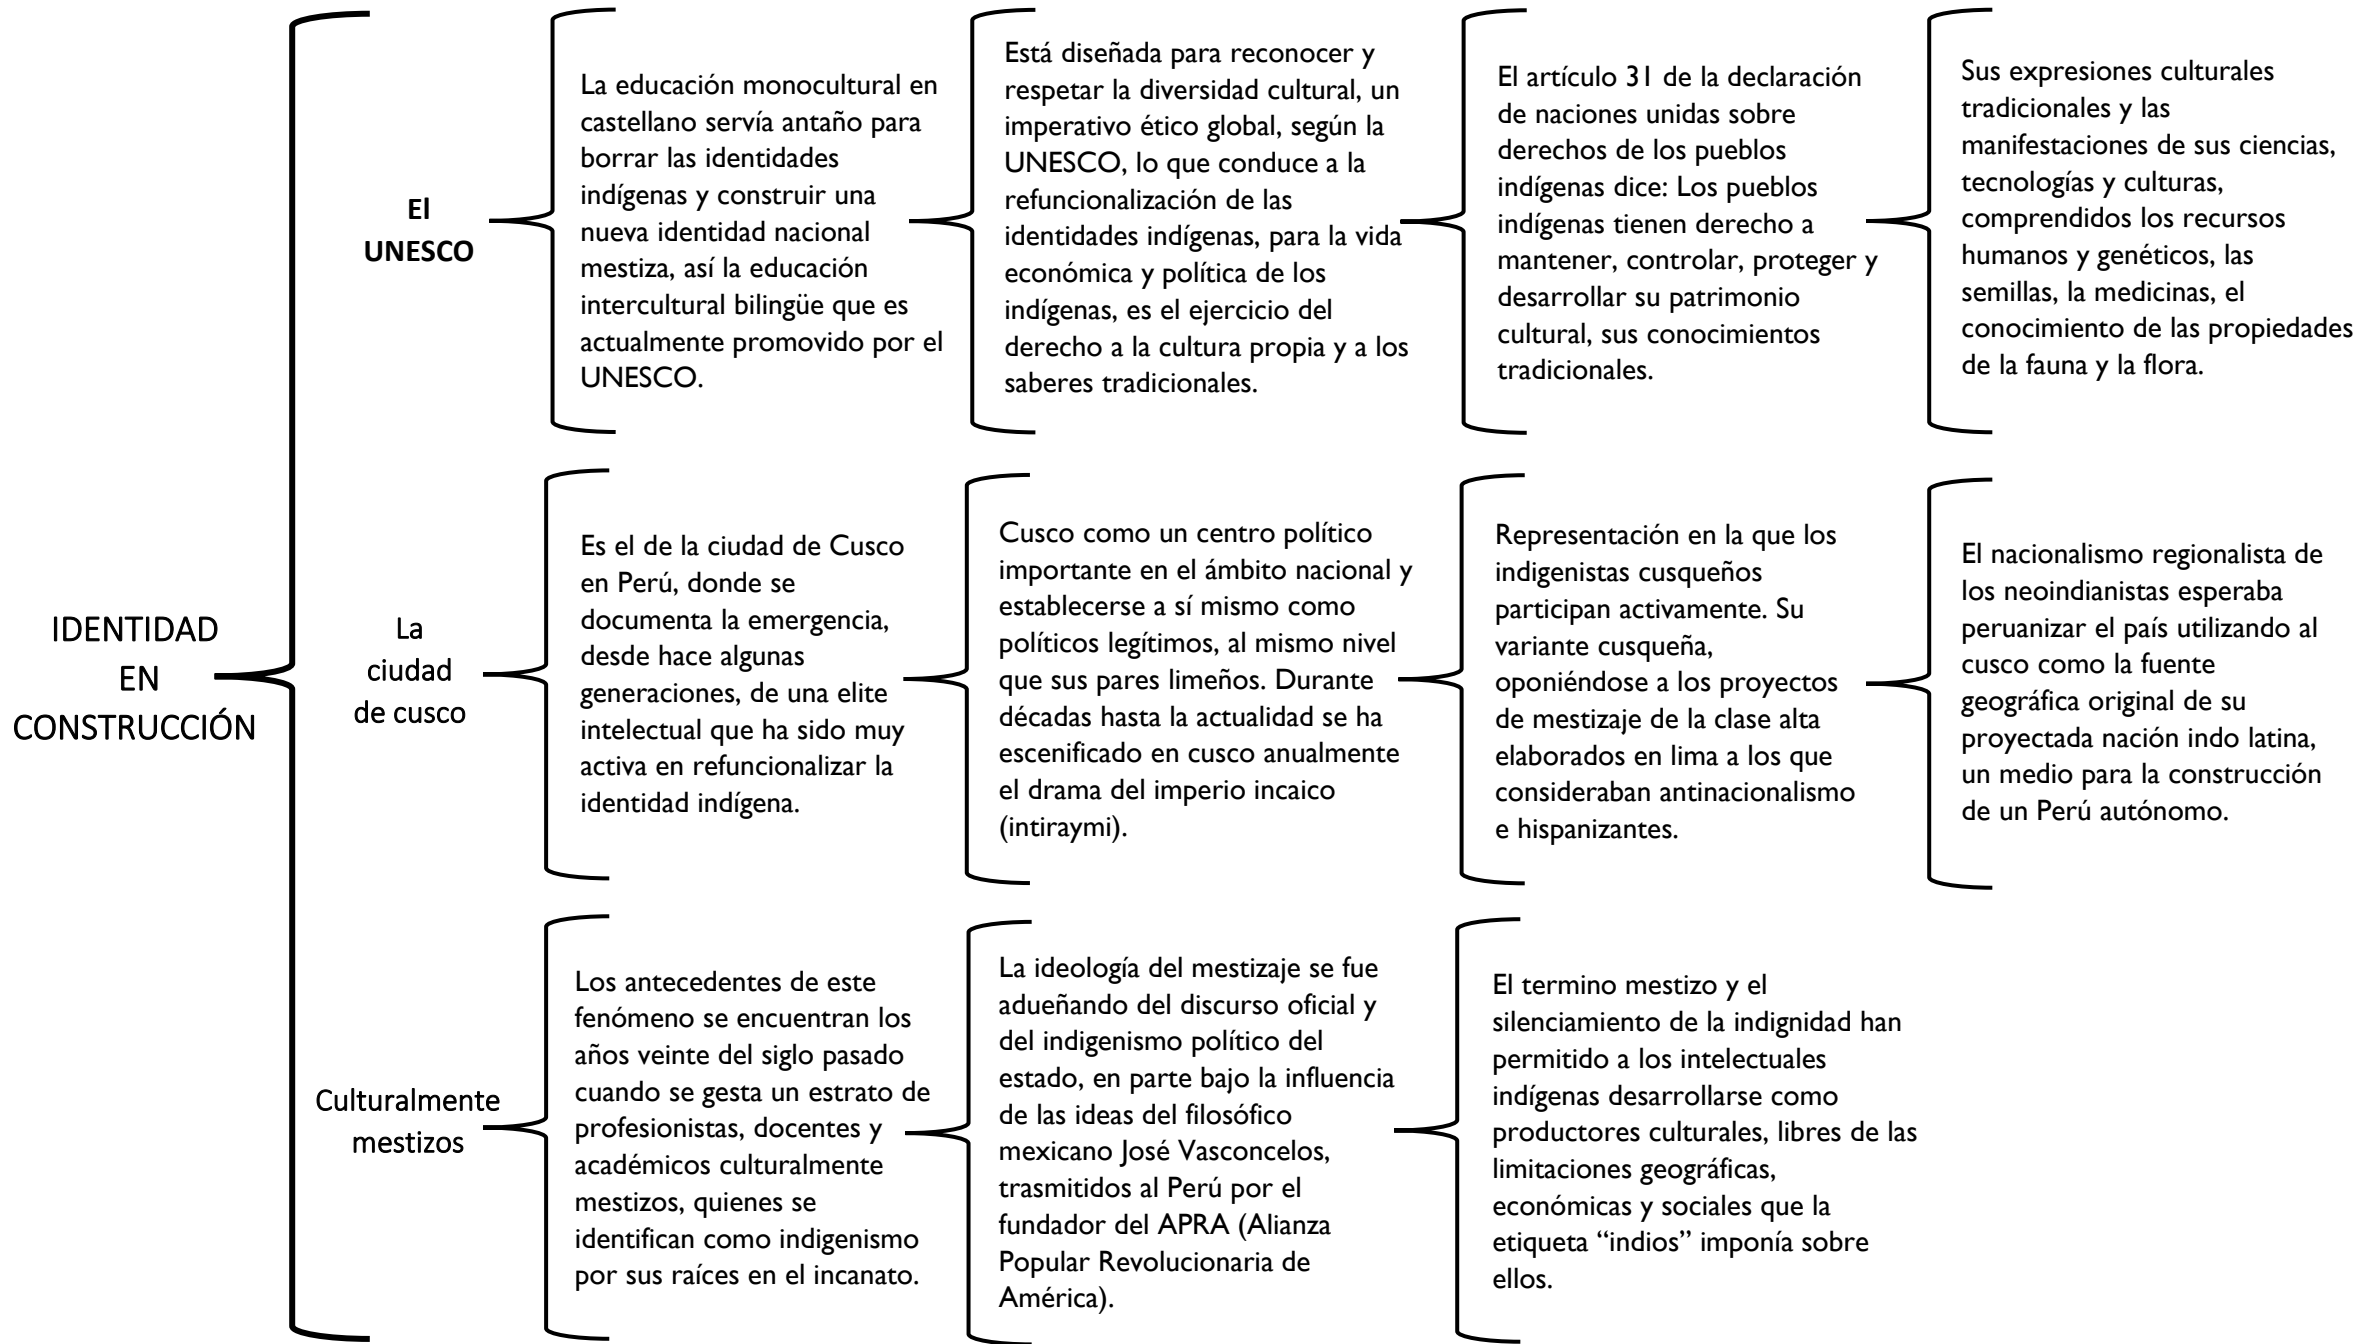 IDENTIDAD
EN
CONSTRUCCIÓN
El
UNESCO
La educación monocultural en
castellano servía antaño para
borrar las identidades
indígenas y construir una
nueva identidad nacional
mestiza, así la educación
intercultural bilingüe que es
actualmente promovido por el
UNESCO.
Está diseñada para reconocer y
respetar la diversidad cultural, un
imperativo ético global, según la
UNESCO, lo que conduce a la
refuncionalización de las
identidades indígenas, para la vida
económica y política de los
indígenas, es el ejercicio del
derecho a la cultura propia y a los
saberes tradicionales.
El artículo 31 de la declaración
de naciones unidas sobre
derechos de los pueblos
indígenas dice: Los pueblos
indígenas tienen derecho a
mantener, controlar, proteger y
desarrollar su patrimonio
cultural, sus conocimientos
tradicionales.
Sus expresiones culturales
tradicionales y las
manifestaciones de sus ciencias,
tecnologías y culturas,
comprendidos los recursos
humanos y genéticos, las
semillas, la medicinas, el
conocimiento de las propiedades
de la fauna y la flora.
La
ciudad
de cusco
Es el de la ciudad de Cusco
en Perú, donde se
documenta la emergencia,
desde hace algunas
generaciones, de una elite
intelectual que ha sido muy
activa en refuncionalizar la
identidad indígena.
Cusco como un centro político
importante en el ámbito nacional y
establecerse a sí mismo como
políticos legítimos, al mismo nivel
que sus pares limeños. Durante
décadas hasta la actualidad se ha
escenificado en cusco anualmente
el drama del imperio incaico
(intiraymi).
Representación en la que los
indigenistas cusqueños
participan activamente. Su
variante cusqueña,
oponiéndose a los proyectos
de mestizaje de la clase alta
elaborados en lima a los que
consideraban antinacionalismo
e hispanizantes.
El nacionalismo regionalista de
los neoindianistas esperaba
peruanizar el país utilizando al
cusco como la fuente
geográfica original de su
proyectada nación indo latina,
un medio para la construcción
de un Perú autónomo.
Culturalmente
mestizos
Los antecedentes de este
fenómeno se encuentran los
años veinte del siglo pasado
cuando se gesta un estrato de
profesionistas, docentes y
académicos culturalmente
mestizos, quienes se
identifican como indigenismo
por sus raíces en el incanato.
La ideología del mestizaje se fue
adueñando del discurso oficial y
del indigenismo político del
estado, en parte bajo la influencia
de las ideas del filosófico
mexicano José Vasconcelos,
trasmitidos al Perú por el
fundador del APRA (Alianza
Popular Revolucionaria de
América).
El termino mestizo y el
silenciamiento de la indignidad han
permitido a los intelectuales
indígenas desarrollarse como
productores culturales, libres de las
limitaciones geográficas,
económicas y sociales que la
etiqueta “indios” imponía sobre
ellos.